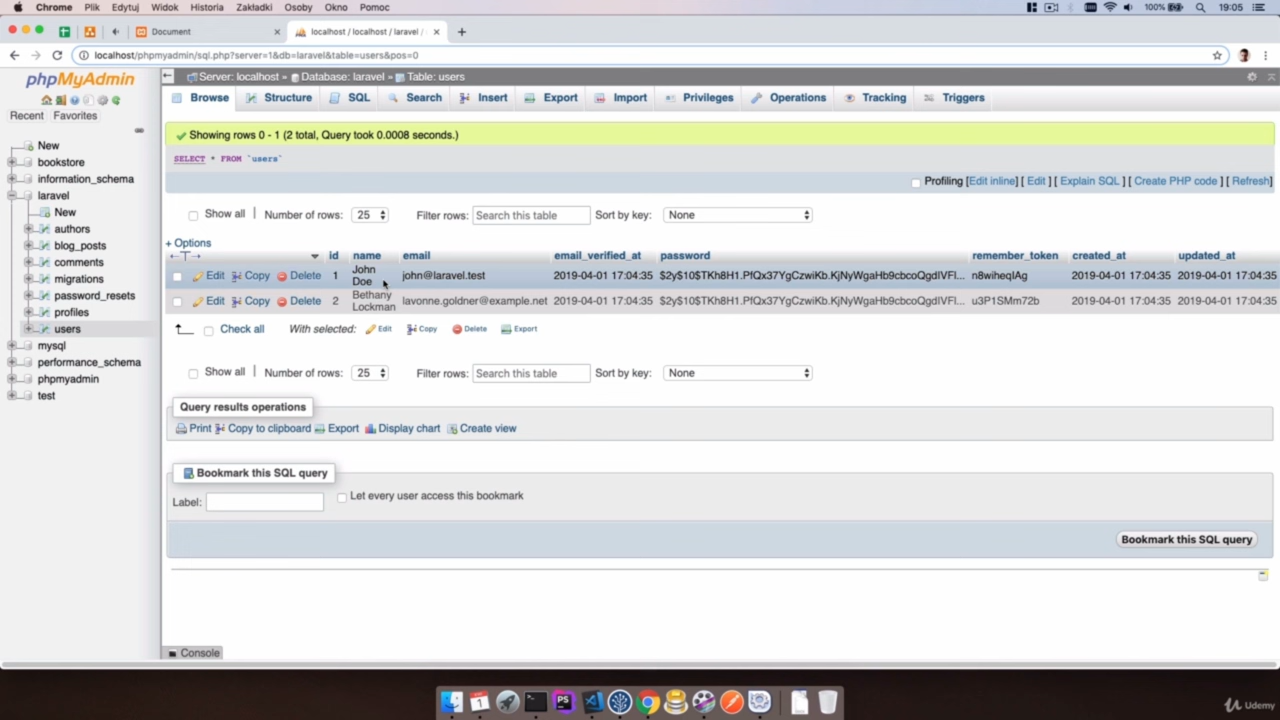 Chrome Plik Edytuj Widok Historia Zakładki Osoby Okno Pomoc 100% 19:05
Document localhost / localhost / laravel /
localhost/phpmyadmin/sql.php?server=1&db=laravel&table=users&pos=0
phpMyAdmin
Recent Favorites
New
bookstore
information_schema
laravel
New
authors
blog_posts
comments
migrations
password_resets
profiles
users
mysql
performance_schema
phpmyadmin
test
Server: localhost » Database: laravel » Table: users
Browse Structure SQL Search Insert Export Import Privileges Operations Tracking Triggers
Showing rows 0 - 1 (2 total, Query took 0.0008 seconds.)
SELECT * FROM `users`
Profiling [Edit inline] [ Edit ] [ Explain SQL ] [ Create PHP code ] [ Refresh]
Show all | Number of rows: 25 Filter rows: Search this table Sort by key: None
+ Options
←T→ id name email email_verified_at password remember_token created_at updated_at
Edit Copy Delete 1 John Doe john@laravel.test 2019-04-01 17:04:35 $2y$10$TKh8H1.PfQx37YgCzwiKb.KjNyWgaHb9cbcoQgdIVFl... n8wiheqIAg 2019-04-01 17:04:35 2019-04-01 17:04:35
Edit Copy Delete 2 Bethany Lockman lavonne.goldner@example.net 2019-04-01 17:04:35 $2y$10$TKh8H1.PfQx37YgCzwiKb.KjNyWgaHb9cbcoQgdIVFl... u3P1SMm72b 2019-04-01 17:04:35 2019-04-01 17:04:35
Check all With selected: Edit Copy Delete Export
Show all | Number of rows: 25 Filter rows: Search this table Sort by key: None
Query results operations
Print Copy to clipboard Export Display chart Create view
Bookmark this SQL query
Label: Let every user access this bookmark
Bookmark this SQL query
Console
PS
Udemy